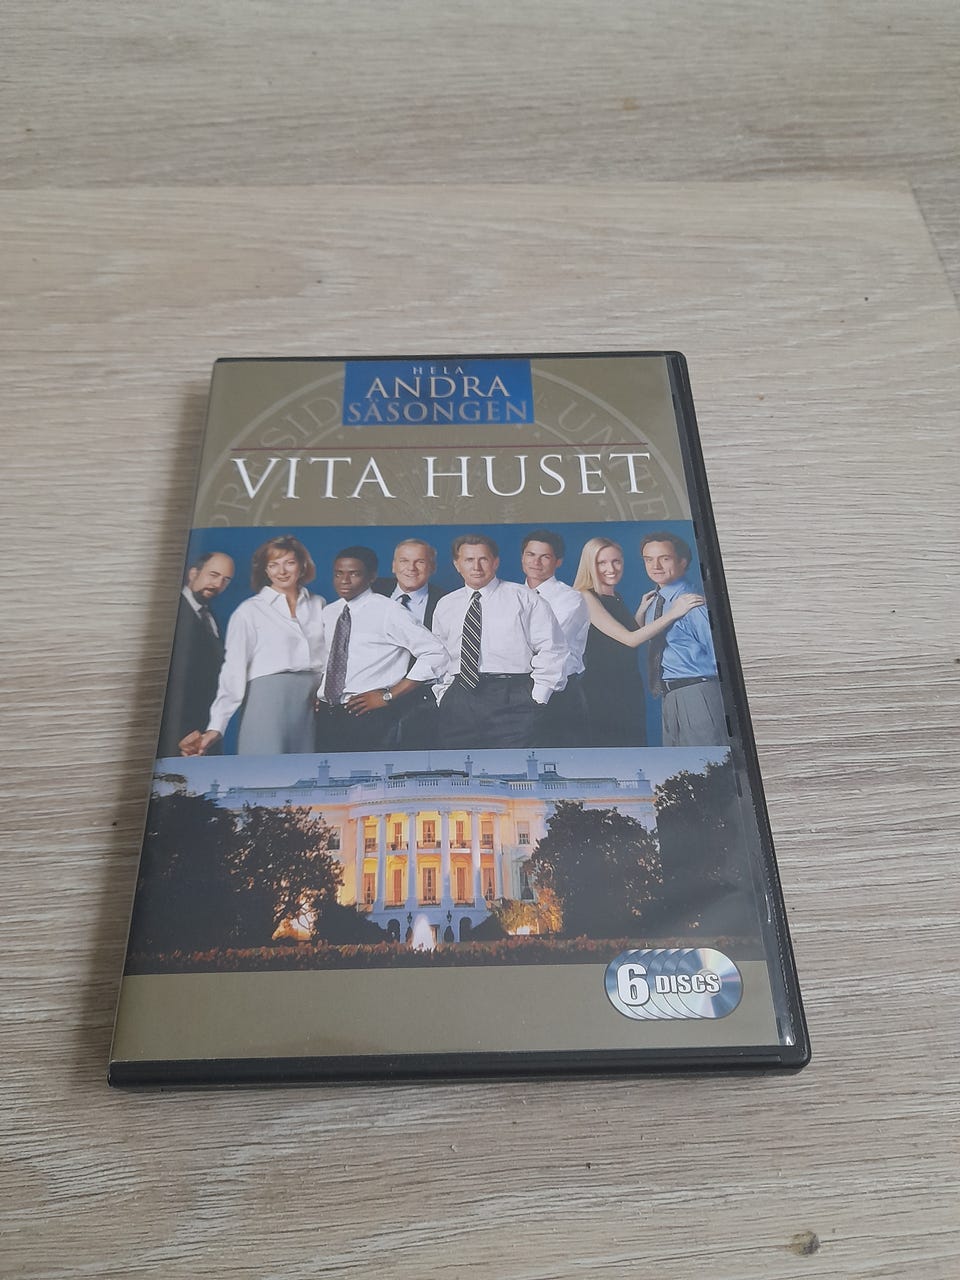 HELA
ANDRA
SÄSONGEN
VITA HUSET
6 DISCS